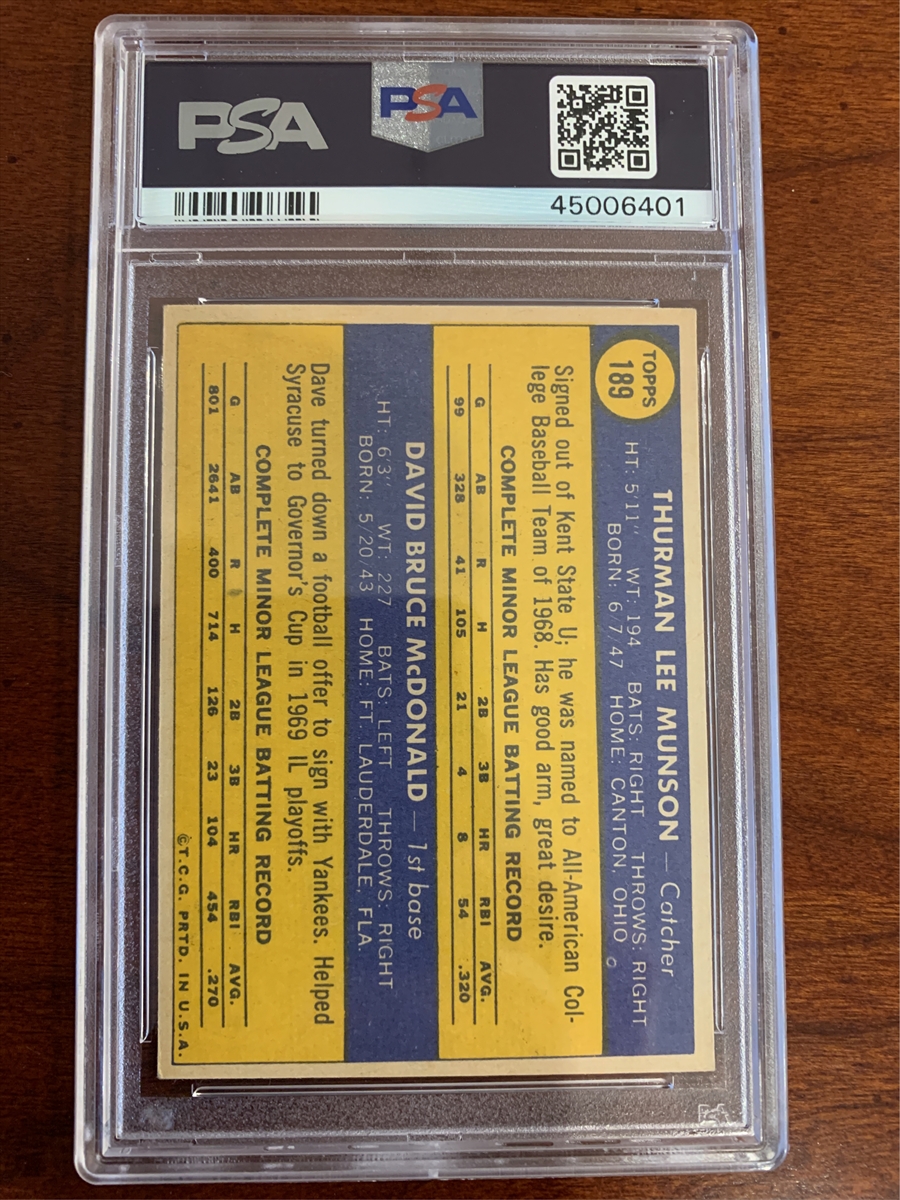 PSA
PSA
45006401
TOPPS
189
THURMAN LEE MUNSON — Catcher
HT: 5'11" WT: 194 BATS: RIGHT THROWS: RIGHT
BORN: 6/7/47 HOME: CANTON, OHIO
Signed out of Kent State U; he was named to All-American Col-
lege Baseball Team of 1968. Has good arm, great desire.
COMPLETE MINOR LEAGUE BATTING RECORD
G AB R H 2B 3B HR RBI AVG.
99 328 41 105 21 4 8 54 .320
DAVID BRUCE McDONALD — 1st base
HT: 6'3" WT: 227 BATS: LEFT THROWS: RIGHT
BORN: 5/20/43 HOME: FT. LAUDERDALE, FLA.
Dave turned down a football offer to sign with Yankees. Helped
Syracuse to Governor's Cup in 1969 IL playoffs.
COMPLETE MINOR LEAGUE BATTING RECORD
G AB R H 2B 3B HR RBI AVG.
801 2641 400 714 126 23 104 454 .270
©T.C.G. PRTD. IN U.S.A.